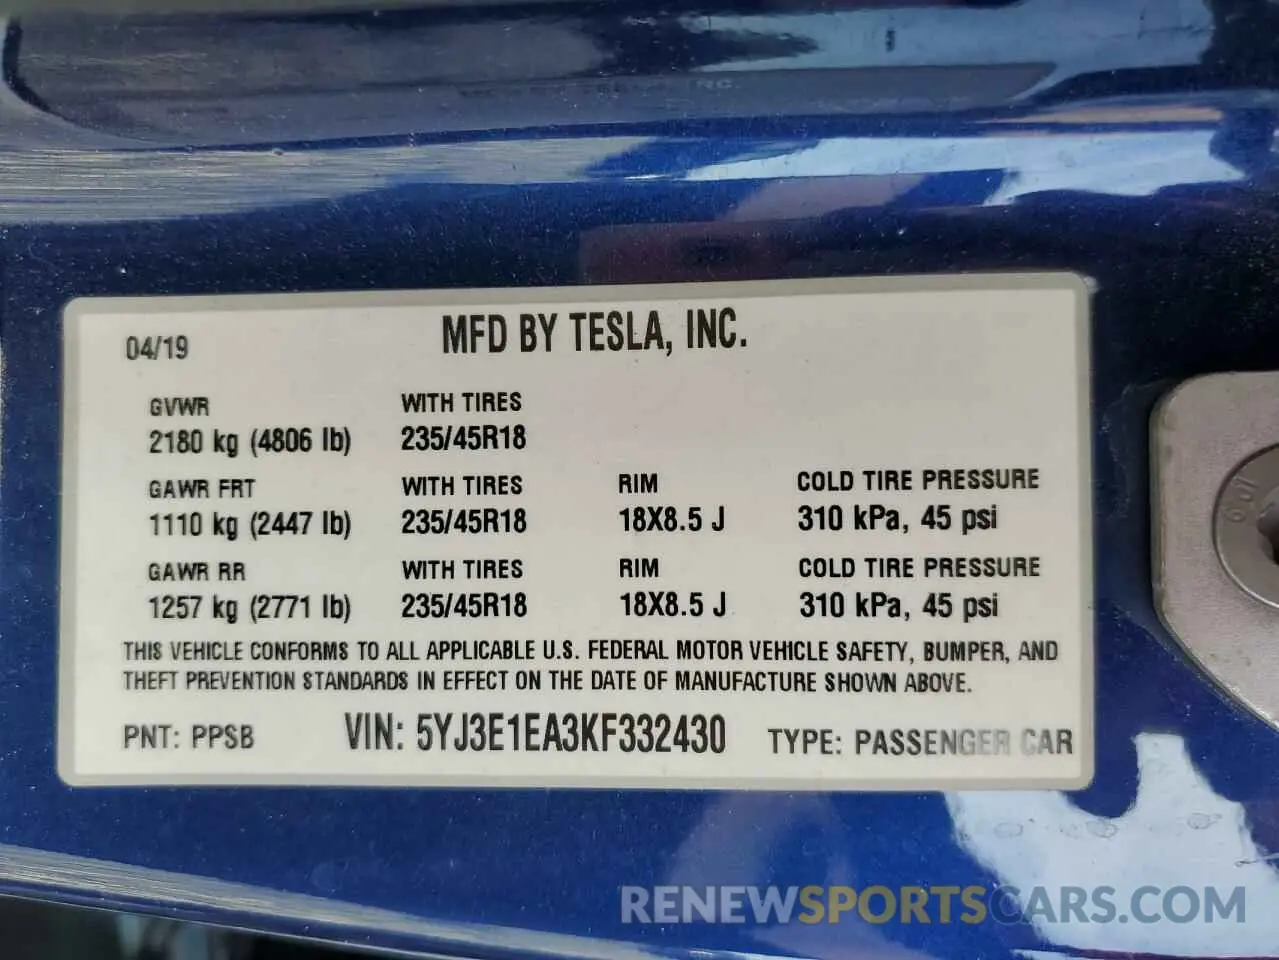 04/19
MFD BY TESLA, INC.
GVWR WITH TIRES
2180 kg (4806 lb) 235/45R18
GAWR FRT WITH TIRES RIM COLD TIRE PRESSURE
1110 kg (2447 lb) 235/45R18 18X8.5 J 310 kPa, 45 psi
GAWR RR WITH TIRES RIM COLD TIRE PRESSURE
1257 kg (2771 lb) 235/45R18 18X8.5 J 310 kPa, 45 psi
THIS VEHICLE CONFORMS TO ALL APPLICABLE U.S. FEDERAL MOTOR VEHICLE SAFETY, BUMPER, AND
THEFT PREVENTION STANDARDS IN EFFECT ON THE DATE OF MANUFACTURE SHOWN ABOVE.
PNT: PPSB VIN: 5YJ3E1EA3KF332430 TYPE: PASSENGER CAR
RENEWSPORTSCARS.COM